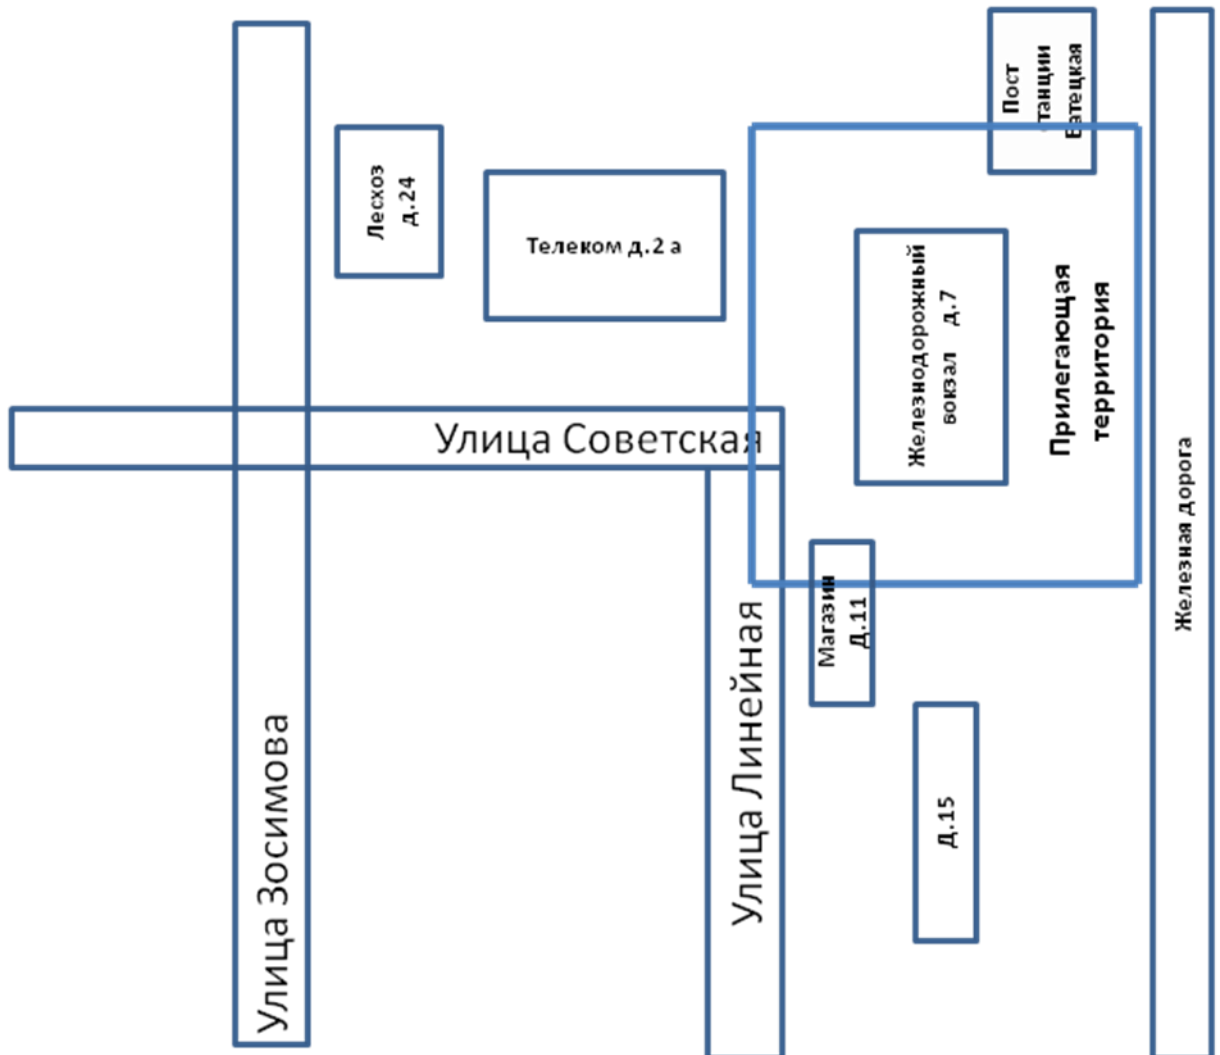 Пост
танции
Батецкая
Лесхоз
д.24
Телеком д.2 а
Железнодорожный
вокзал д.7
Прилегающая
территория
Улица Советская
Железная дорога
Магазин
Д.11
Улица Линейная
Улица Зосимова
Д.15